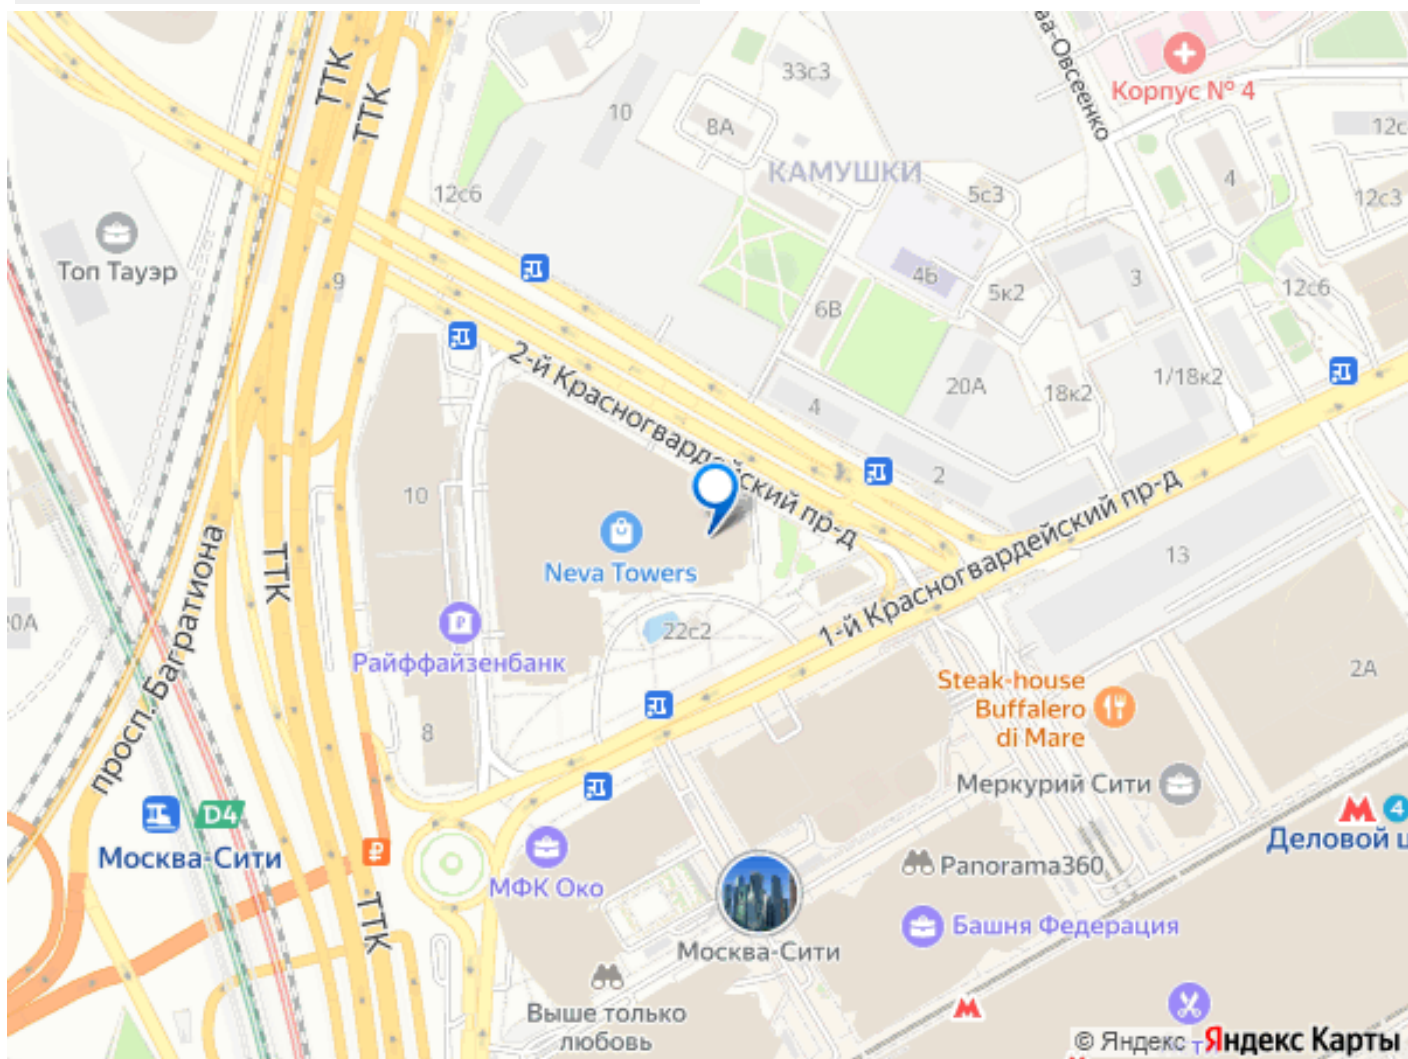 ТТК
ТТК
33с3
Корпус № 4
10
8А
12с
КАМУШКИ
4
12с6
5с3
12с3
Топ Тауэр
9
4Б
5к2
3
12с6
6В
2-й Красногвардейский пр-д
20А
1/18к2
18к2
4
2
10
1-й Красногвардейский пр-д
13
Neva Towers
ТТК
просп. Багратиона
20А
22с2
Райффайзенбанк
2А
Steak-house
Buffalero
di Mare
8
Меркурий Сити
D4
4
Москва-Сити
Деловой ц
МФК Око
Panorama360
ТТК
Башня Федерация
Москва-Сити
Выше только
любовь
© Яндекс Яндекс Карты